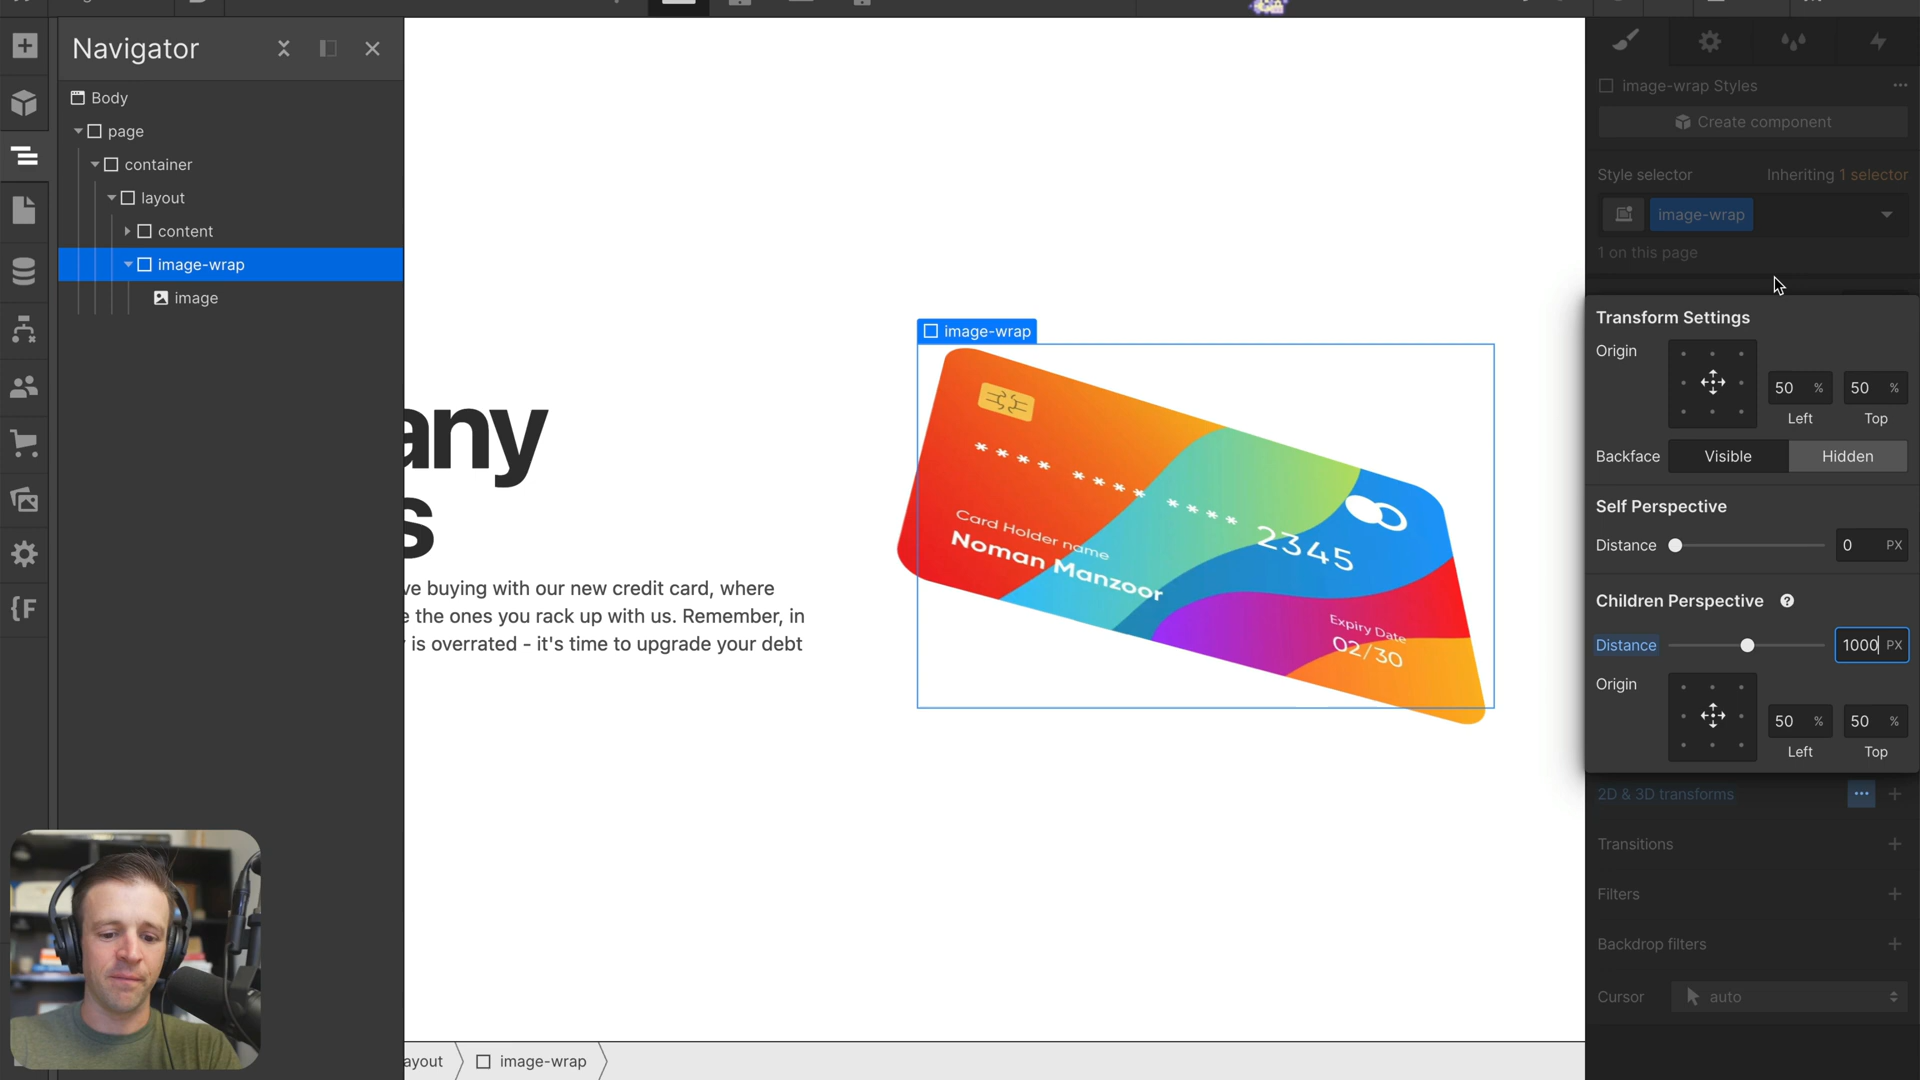 Navigator
Body
page
container
layout
content
image-wrap
image
any
s
ve buying with our new credit card, where
e the ones you rack up with us. Remember, in
is overrated - it's time to upgrade your debt
image-wrap
**** **** **** 2345
Card Holder name
Noman Manzoor
Expiry Date
02/30
image-wrap Styles
Create component
Style selector
Inheriting 1 selector
image-wrap
1 on this page
Transform Settings
Origin
50 %
50 %
Left
Top
Backface
Visible
Hidden
Self Perspective
Distance
0 PX
Children Perspective
Distance
1000 PX
Origin
50 %
50 %
Left
Top
2D & 3D transforms
Transitions
Filters
Backdrop filters
Cursor
auto
ayout
image-wrap